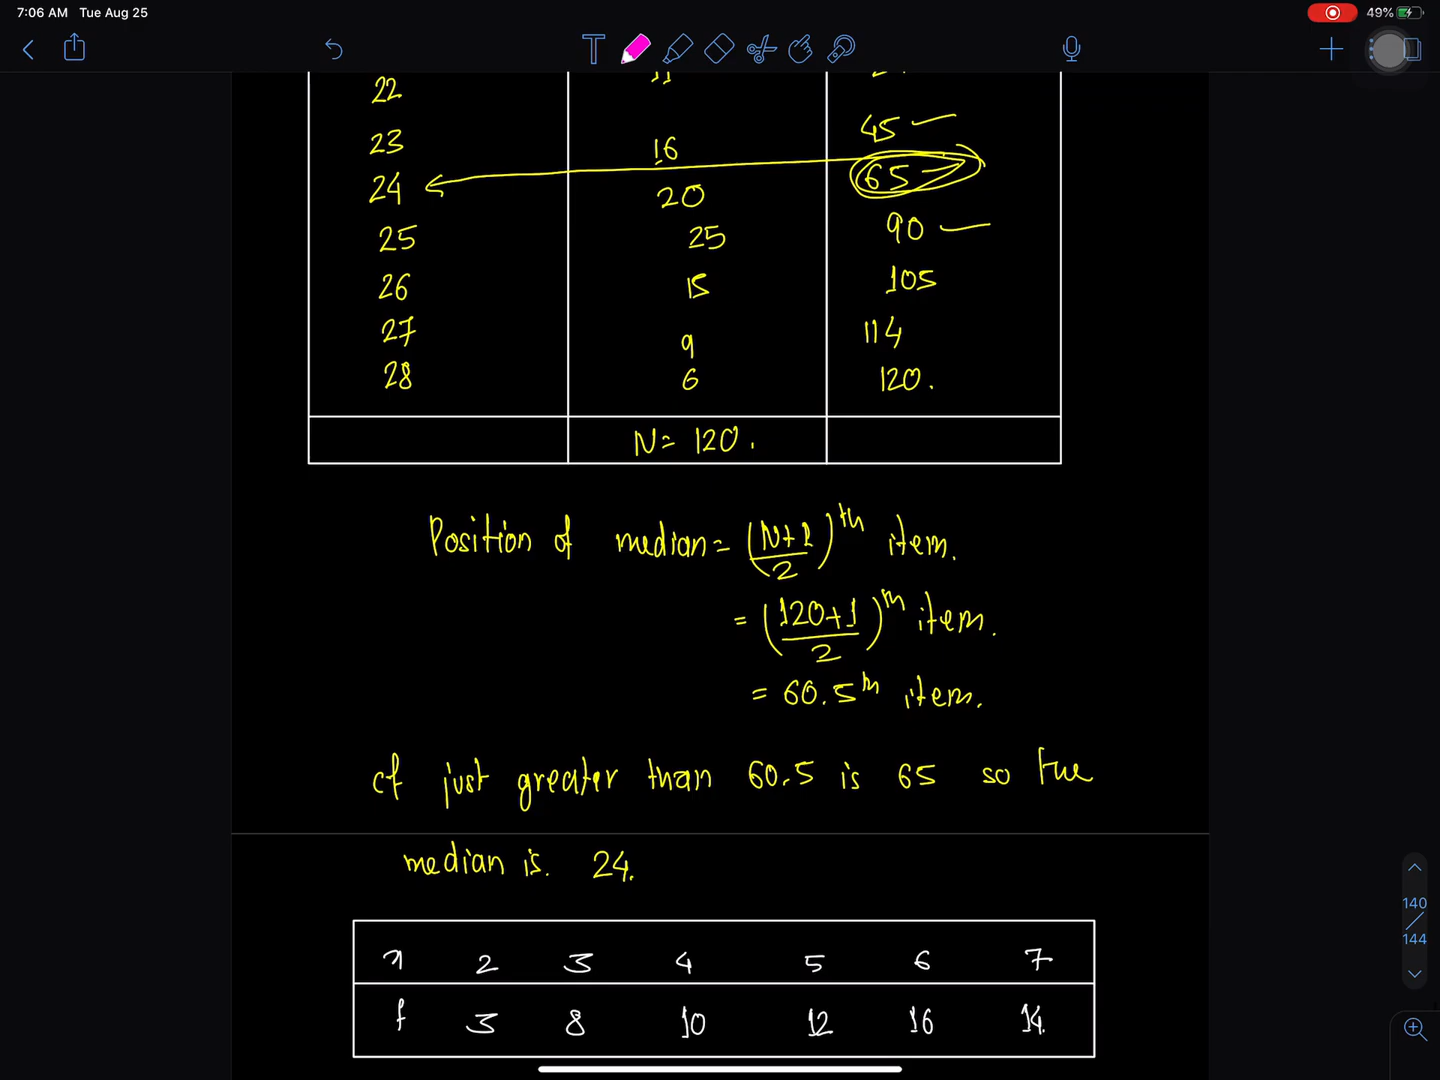 7:06 AM Tue Aug 25
49%
22
23 16 45
24 20 65
25 25 90
26 15 105
27 9 114
28 6 120.
N= 120.
Position of median = (N+1/2)th item.
= (120+1/2)th item.
= 60.5th item.
cf just greater than 60.5 is 65 so the
median is. 24.
x 2 3 4 5 6 7
f 3 8 10 12 16 14
140
144